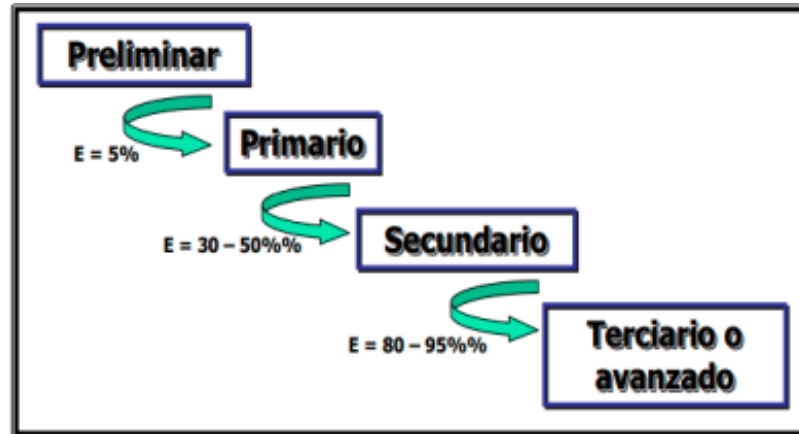 Preliminar
E = 5%
Primario
E = 30 – 50%%
Secundario
E = 80 – 95%%
Terciario o
avanzado